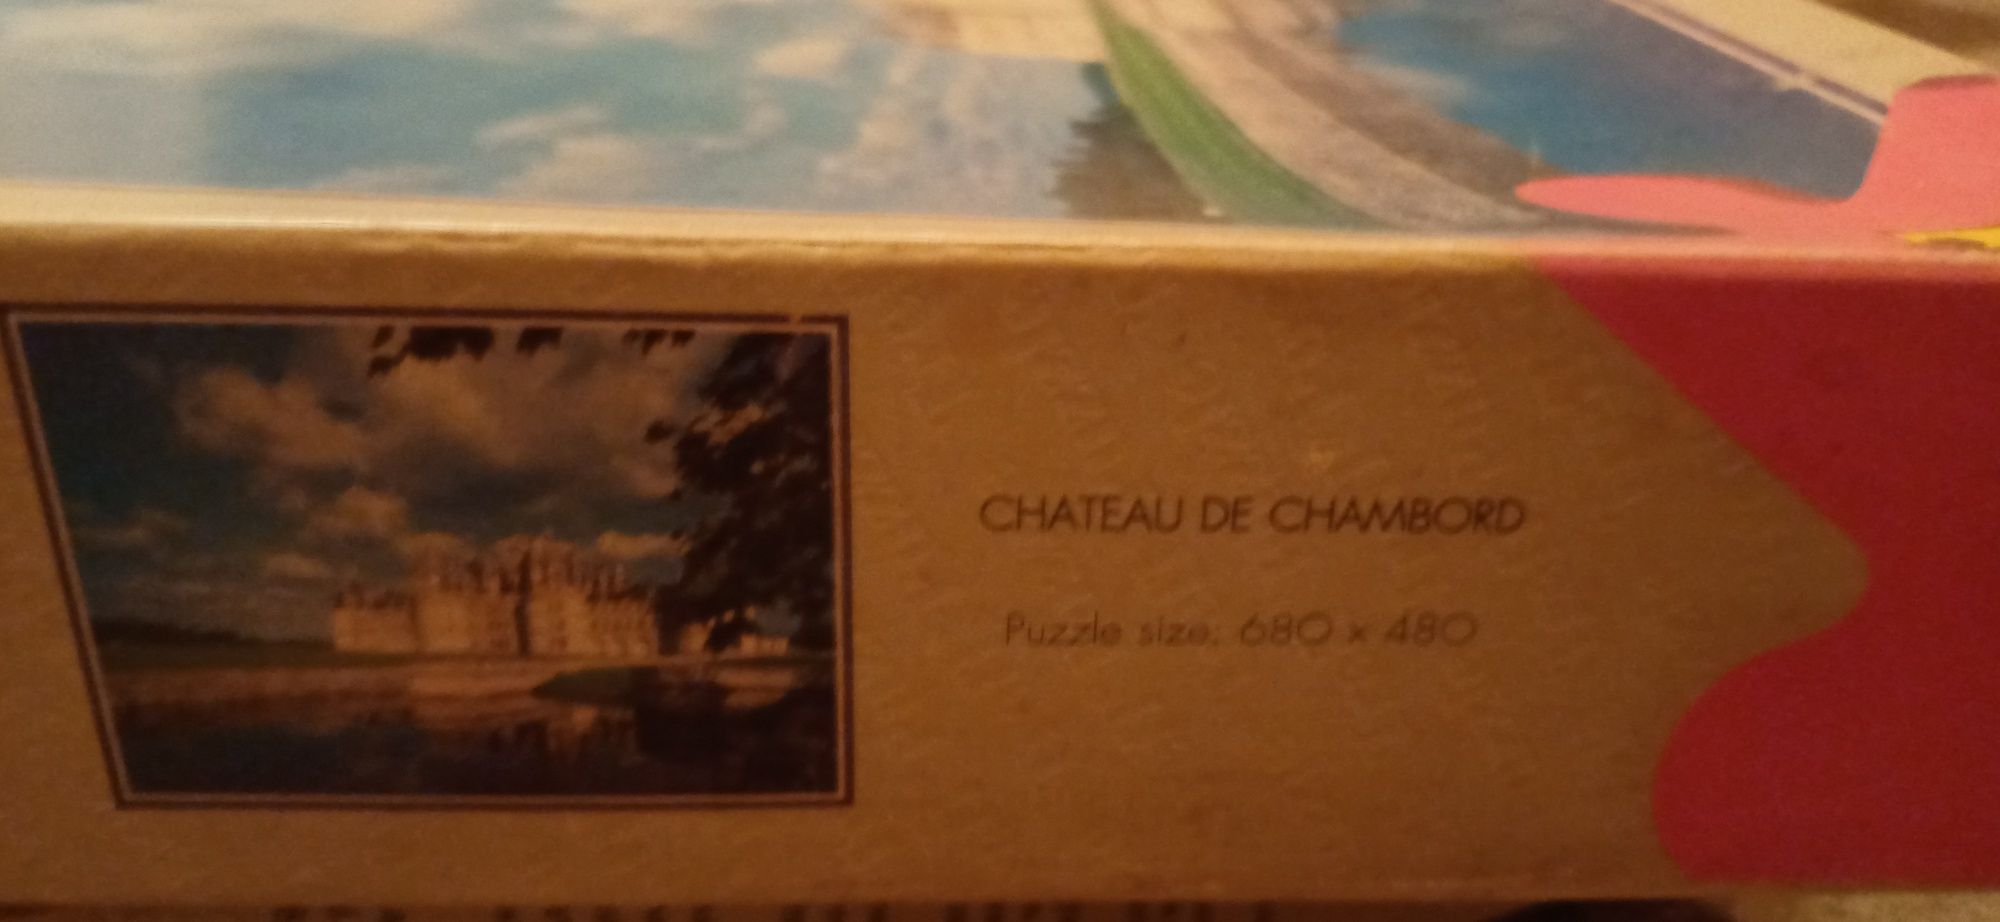 CHATEAU DE CHAMBORD
Puzzle size: 680 x 480